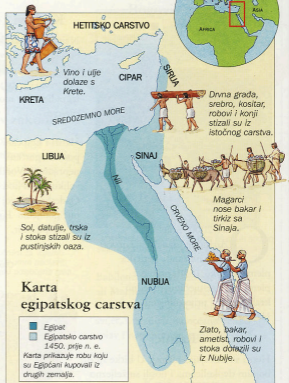 AFRICA
ASIA
HETITSKO CARSTVO
Vino i ulje
dolaze s
Krete.
CIPAR
SIRIJA
KRETA
SREDOZEMNO MORE
Drvna građa,
srebro, kositar,
robovi i konji
stizali su iz
istočnog carstva.
LIBIJA
SINAJ
Nil
Magarci
nose bakar i
tirkiz sa
Sinaja.
CRVENO MORE
Sol, datulje, trska
i stoka stizali su iz
pustinjskih oaza.
NUBIJA
Karta
egipatskog carstva
Egipat
Egipatsko carstvo
1450. prije n. e.
Karta prikazuje robu koju
su Egipćani kupovali iz
drugih zemalja.
Zlato, bakar,
ametist, robovi i
stoka dolazili su
iz Nubije.